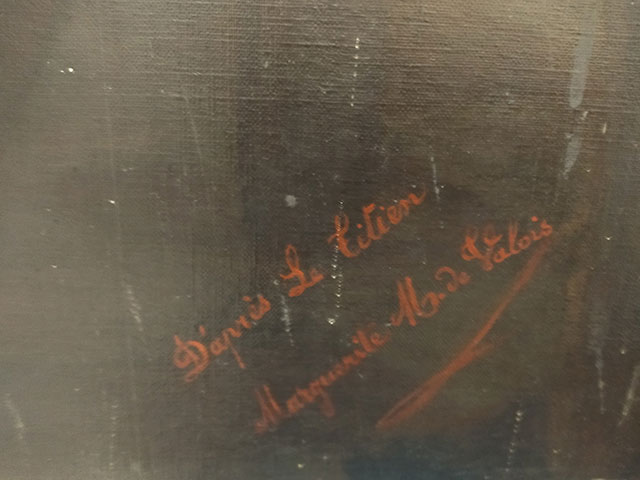 D'après Le Titien
Marguerite M. de Valois